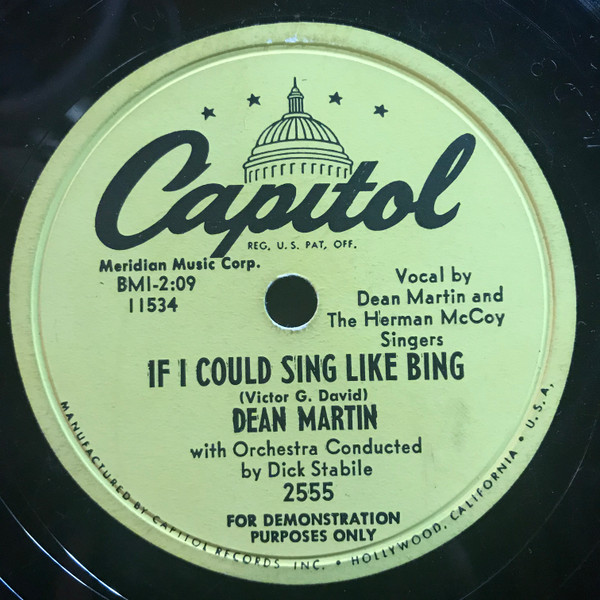 Capitol
REG. U.S. PAT. OFF.
Meridian Music Corp.
BMI-2:09
11534
Vocal by
Dean Martin and
The Herman McCoy
Singers
IF I COULD SING LIKE BING
(Victor G. David)
DEAN MARTIN
with Orchestra Conducted
by Dick Stabile
2555
FOR DEMONSTRATION
PURPOSES ONLY
MANUFACTURED BY CAPITOL RECORDS INC. • HOLLYWOOD, CALIFORNIA • U.S.A.